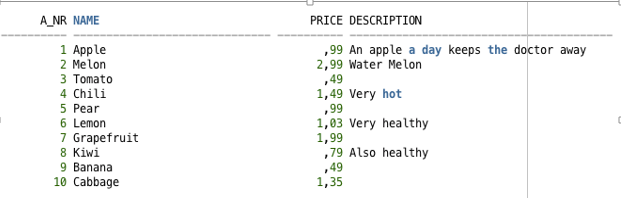 A_NR NAME PRICE DESCRIPTION
1 Apple ,99 An apple a day keeps the doctor away
2 Melon 2,99 Water Melon
3 Tomato ,49
4 Chili 1,49 Very hot
5 Pear ,99
6 Lemon 1,03 Very healthy
7 Grapefruit 1,99
8 Kiwi ,79 Also healthy
9 Banana ,49
10 Cabbage 1,35